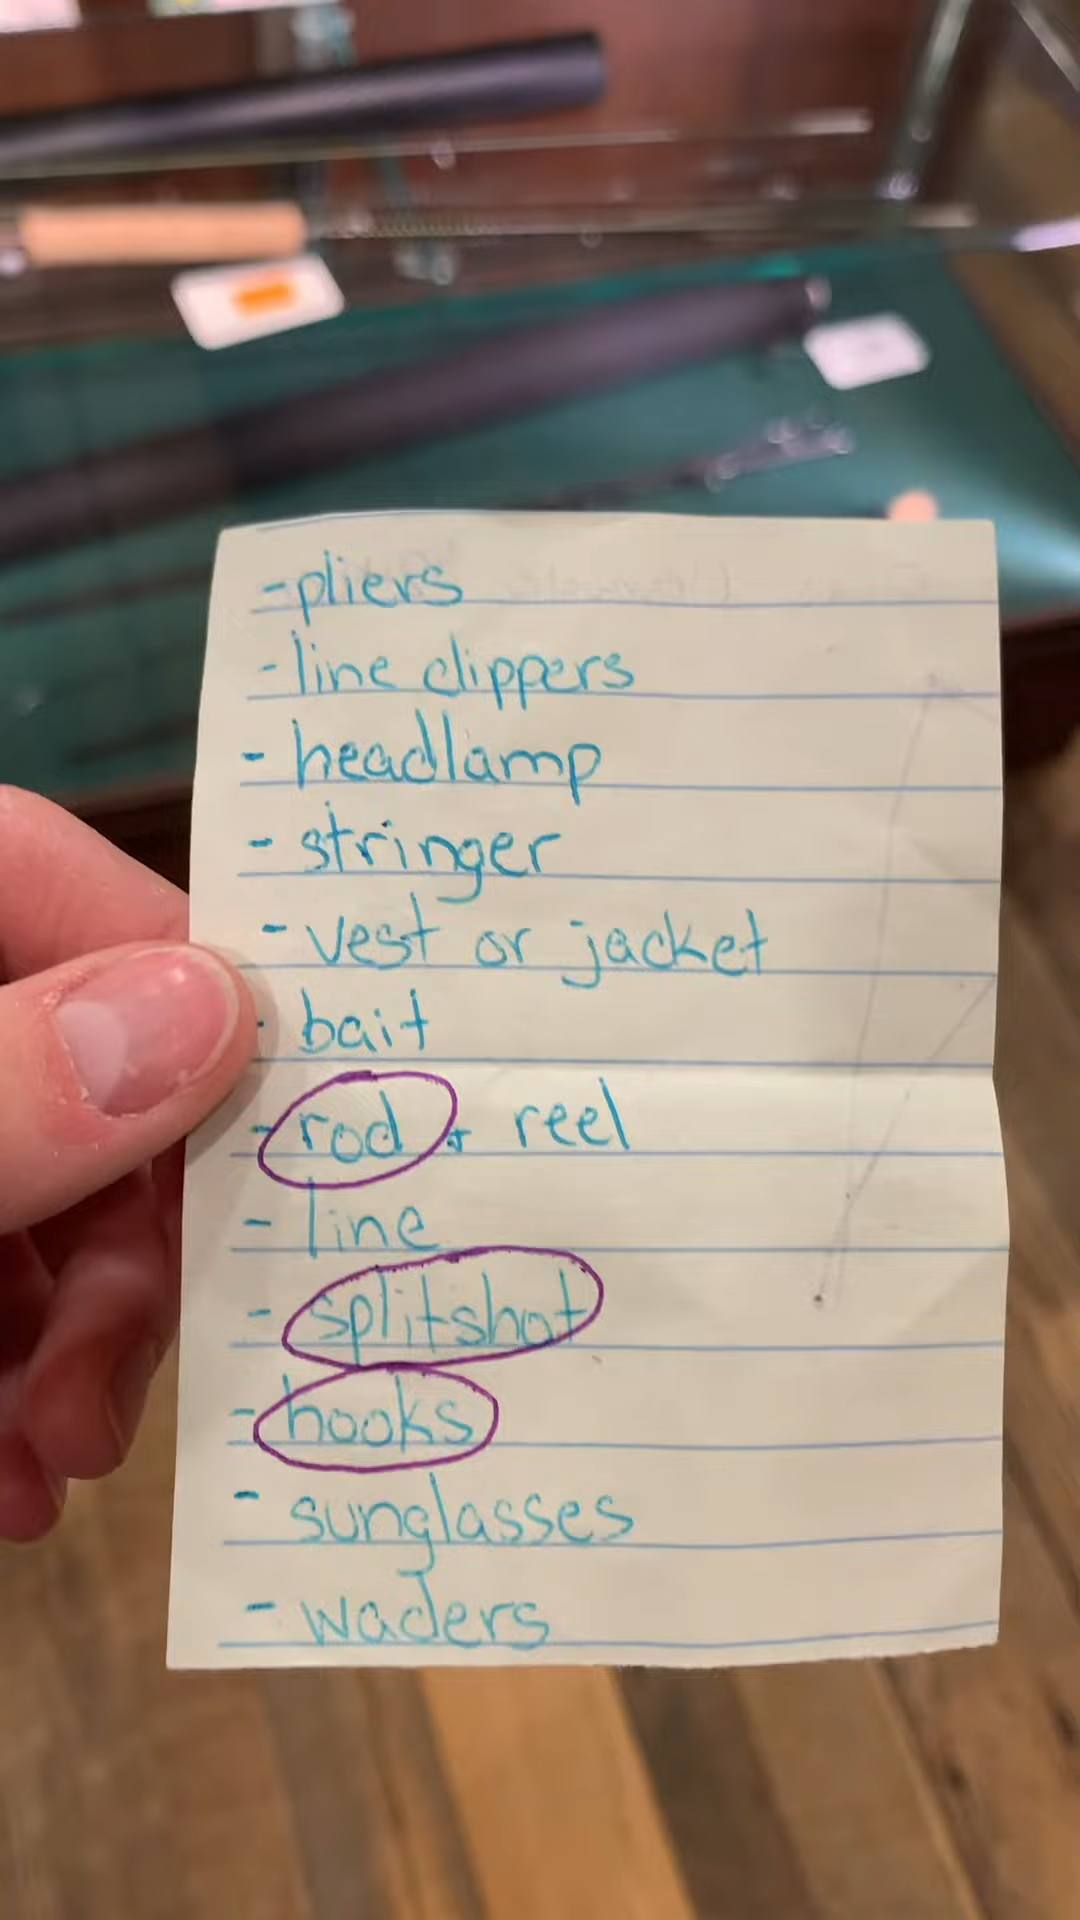 - pliers
- line clippers
- headlamp
- stringer
- vest or jacket
- bait
- rod + reel
- line
- splitshot
- hooks
- sunglasses
- waders